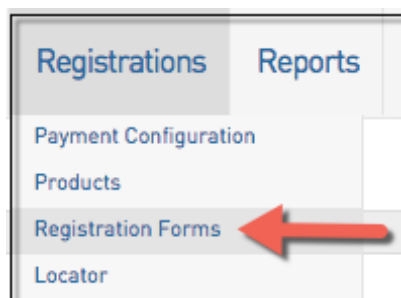 Registrations Reports
Payment Configuration
Products
Registration Forms
Locator